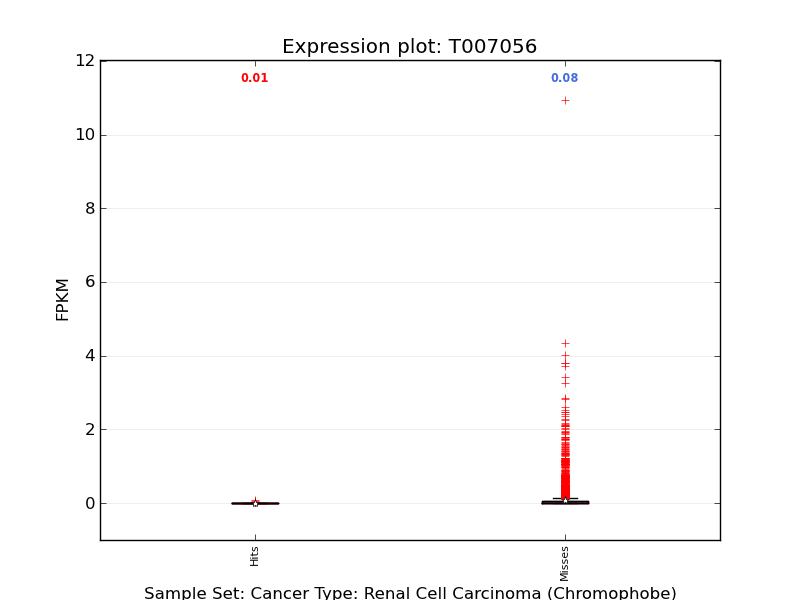 Expression plot: T007056
12
0.01
0.08
10
8
6
FPKM
4
2
0
Hits
Misses
Sample Set: Cancer Type: Renal Cell Carcinoma (Chromophobe)